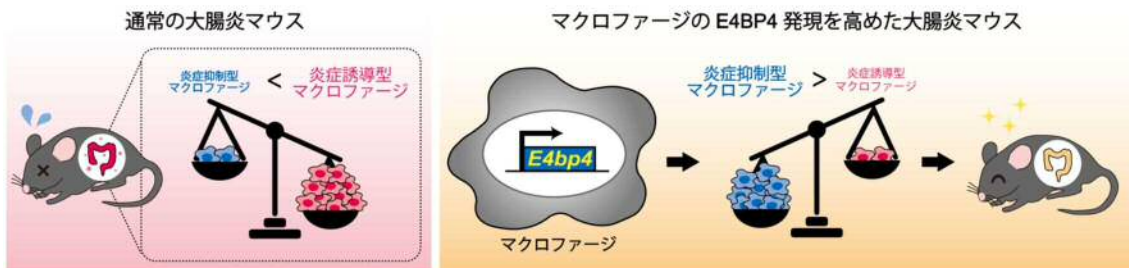 通常の大腸炎マウス
炎症抑制型
マクロファージ
<
炎症誘導型
マクロファージ
マクロファージの E4BP4 発現を高めた大腸炎マウス
E4bp4
マクロファージ
炎症抑制型
マクロファージ
>
炎症誘導型
マクロファージ